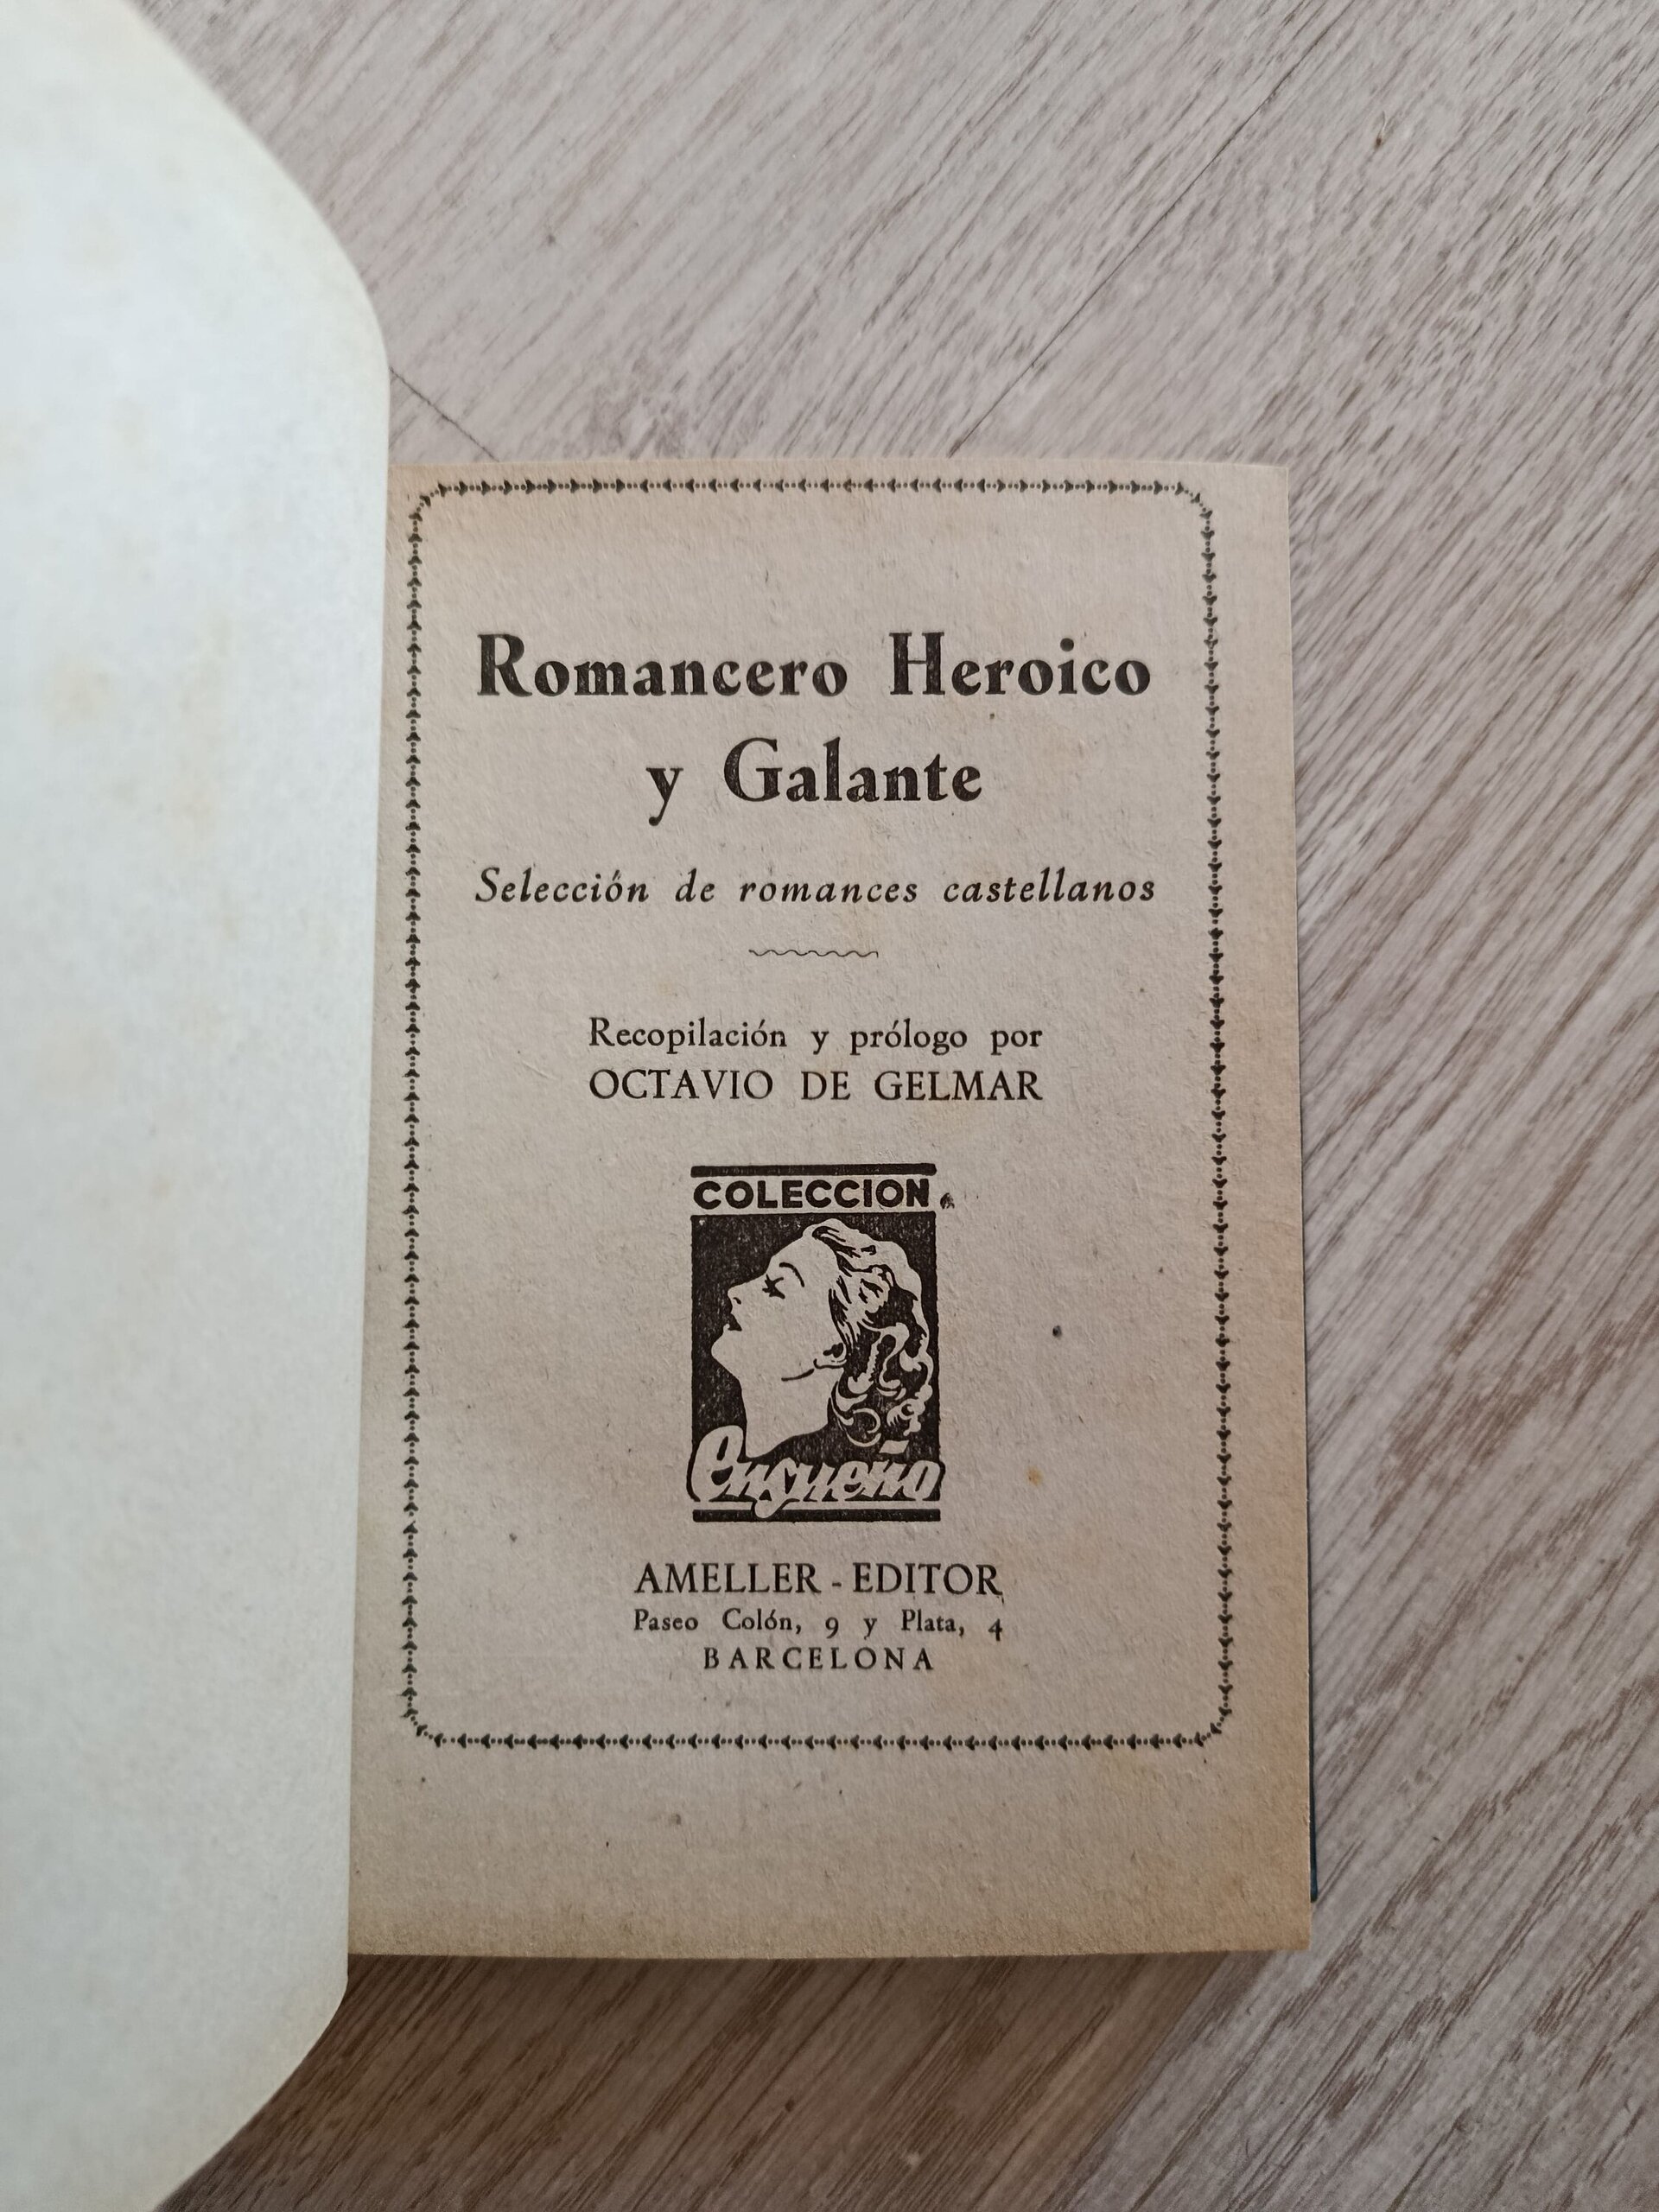 Romancero Heroico
y Galante
Selección de romances castellanos
Recopilación y prólogo por
OCTAVIO DE GELMAR
COLECCION
Ensueño
AMELLER - EDITOR
Paseo Colón, 9 y Plata, 4
BARCELONA